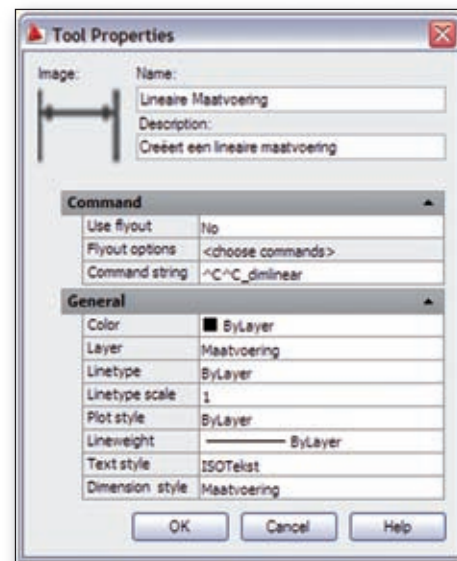 Tool Properties
Image:
Name:
Lineaire Maatvoering
Description:
Creëert een lineaire maatvoering
Command
Use flyout No
Flyout options <choose commands>
Command string ^C^C_dimlinear
General
Color ByLayer
Layer Maatvoering
Linetype ByLayer
Linetype scale 1
Plot style ByLayer
Lineweight ByLayer
Text style ISOTekst
Dimension style Maatvoering
OK Cancel Help